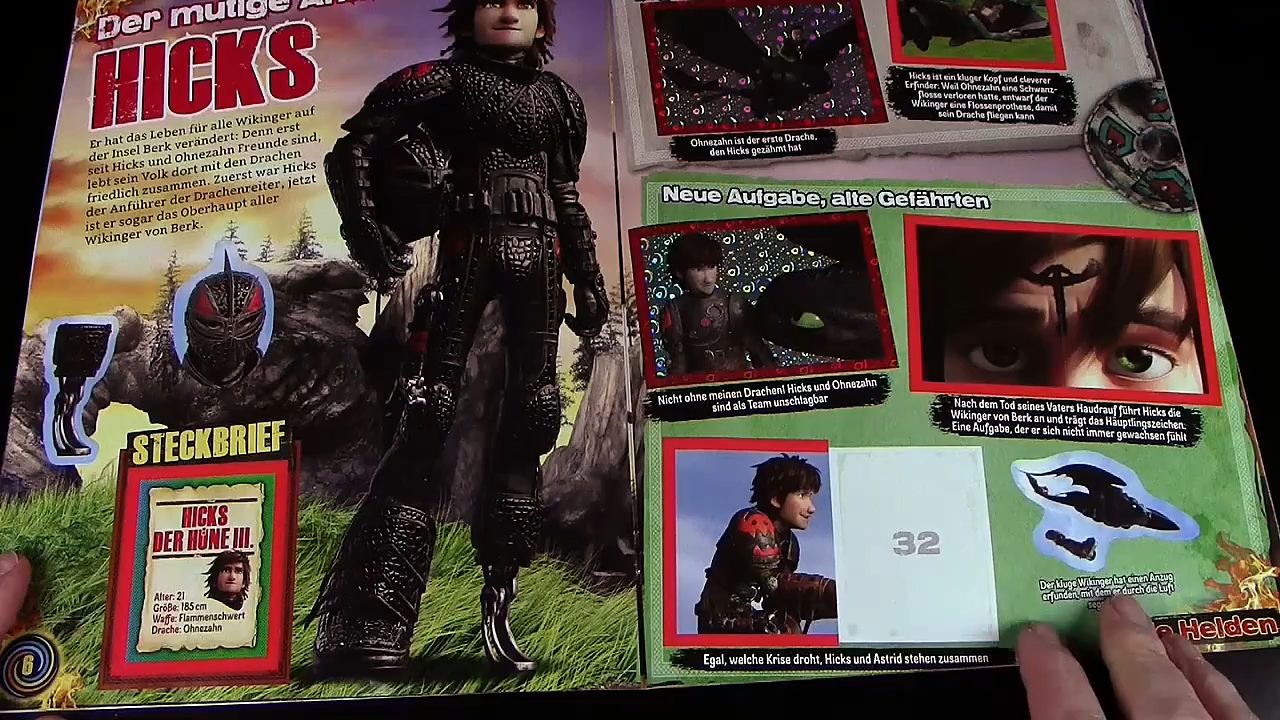 Der mutige
HICKS
Er hat das Leben für alle Wikinger auf
der Insel Berk verändert: Denn erst
seit Hicks und Ohnezahn Freunde sind,
lebt sein Volk dort mit den Drachen
friedlich zusammen. Zuerst war Hicks
der Anführer der Drachenreiter, jetzt
ist er sogar das Oberhaupt aller
Wikinger von Berk.
STECKBRIEF
HICKS
DER HÜNE III.
Alter: 21
Größe: 185 cm
Waffe: Flammenschwert
Drache: Ohnezahn
6
Ohnezahn ist der erste Drache,
den Hicks gezähmt hat
Hicks ist ein kluger Kopf und cleverer
Erfinder: Weil Ohnezahn eine Schwanz-
flosse verloren hatte, entwarf der
Wikinger eine Flossenprothese, damit
sein Drache fliegen kann
Neue Aufgabe, alte Gefährten
Nicht ohne meinen Drachen! Hicks und Ohnezahn
sind als Team unschlagbar
Nach dem Tod seines Vaters Haudrauf führt Hicks die
Wikinger von Berk an und trägt das Häuptlingszeichen.
Eine Aufgabe, der er sich nicht immer gewachsen fühlt
32
Der kluge Wikinger hat einen Anzug
erfunden, mit dem er durch die Luft
Egal, welche Krise droht, Hicks und Astrid stehen zusammen
Helden